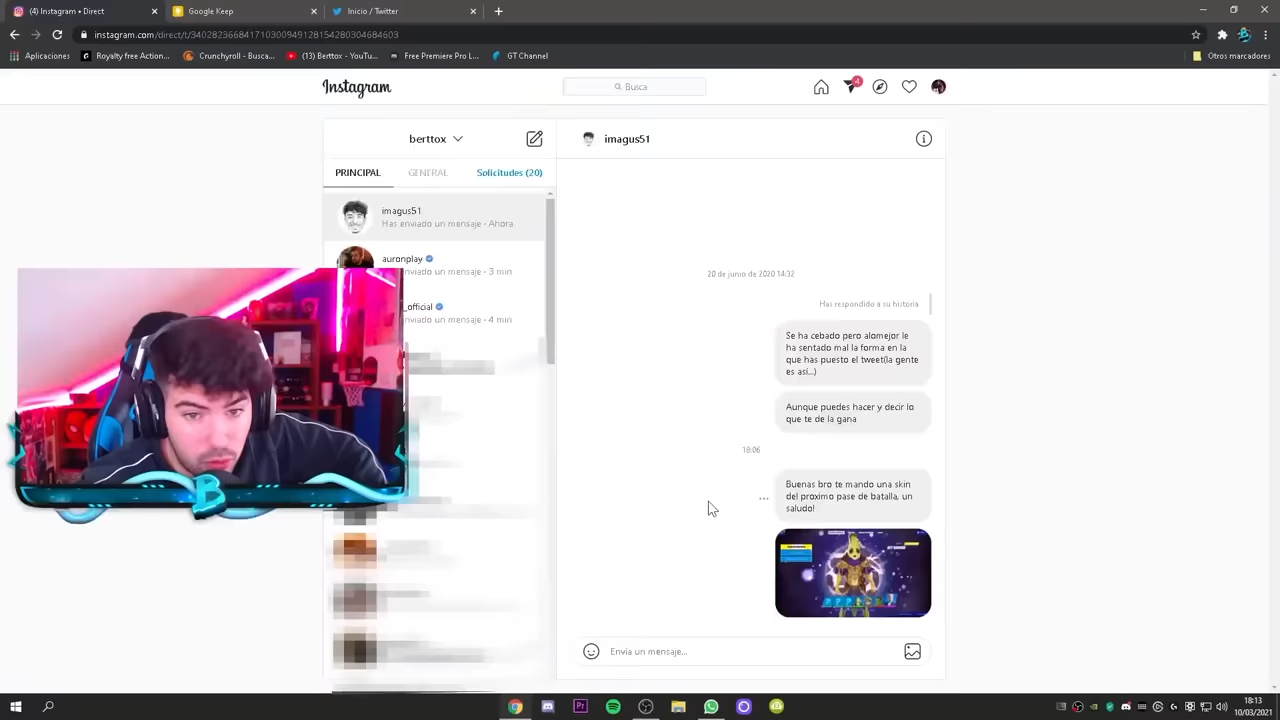 (4) Instagram • Direct
Google Keep
Inicio / Twitter
instagram.com/direct/t/340282366841710300949128154280304684603
Aplicaciones
Royalty free Action...
Crunchyroll - Busca...
(13) Berttox - YouTu...
Free Premiere Pro L...
GT Channel
Otros marcadores
Instagram
Busca
4
berttox
imagus51
PRINCIPAL
GENERAL
Solicitudes (20)
imagus51
Has enviado un mensaje · Ahora
auronplay
nviado un mensaje · 3 min
_official
nviado un mensaje · 4 min
20 de junio de 2020 14:32
Has respondido a su historia
Se ha cebado pero alomejor le
ha sentado mal la forma en la
que has puesto el tweet(la gente
es así...)
Aunque puedes hacer y decir lo
que te de la gana
18:06
Buenas bro te mando una skin
del proximo pase de batalla, un
saludo!
Envía un mensaje...
B
18:13
10/03/2021